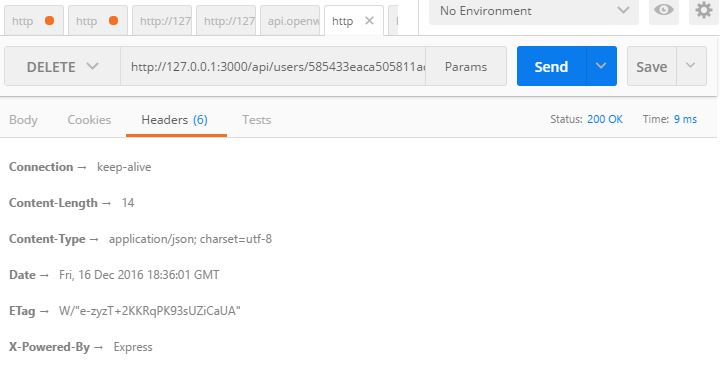 http http http://127 http://127 api.openw http
No Environment
DELETE http://127.0.0.1:3000/api/users/585433eaca505811a Params Send Save
Body Cookies Headers (6) Tests Status: 200 OK Time: 9 ms
Connection → keep-alive
Content-Length → 14
Content-Type → application/json; charset=utf-8
Date → Fri, 16 Dec 2016 18:36:01 GMT
ETag → W/"e-zyzT+2KKRqPK93sUZiCaUA"
X-Powered-By → Express